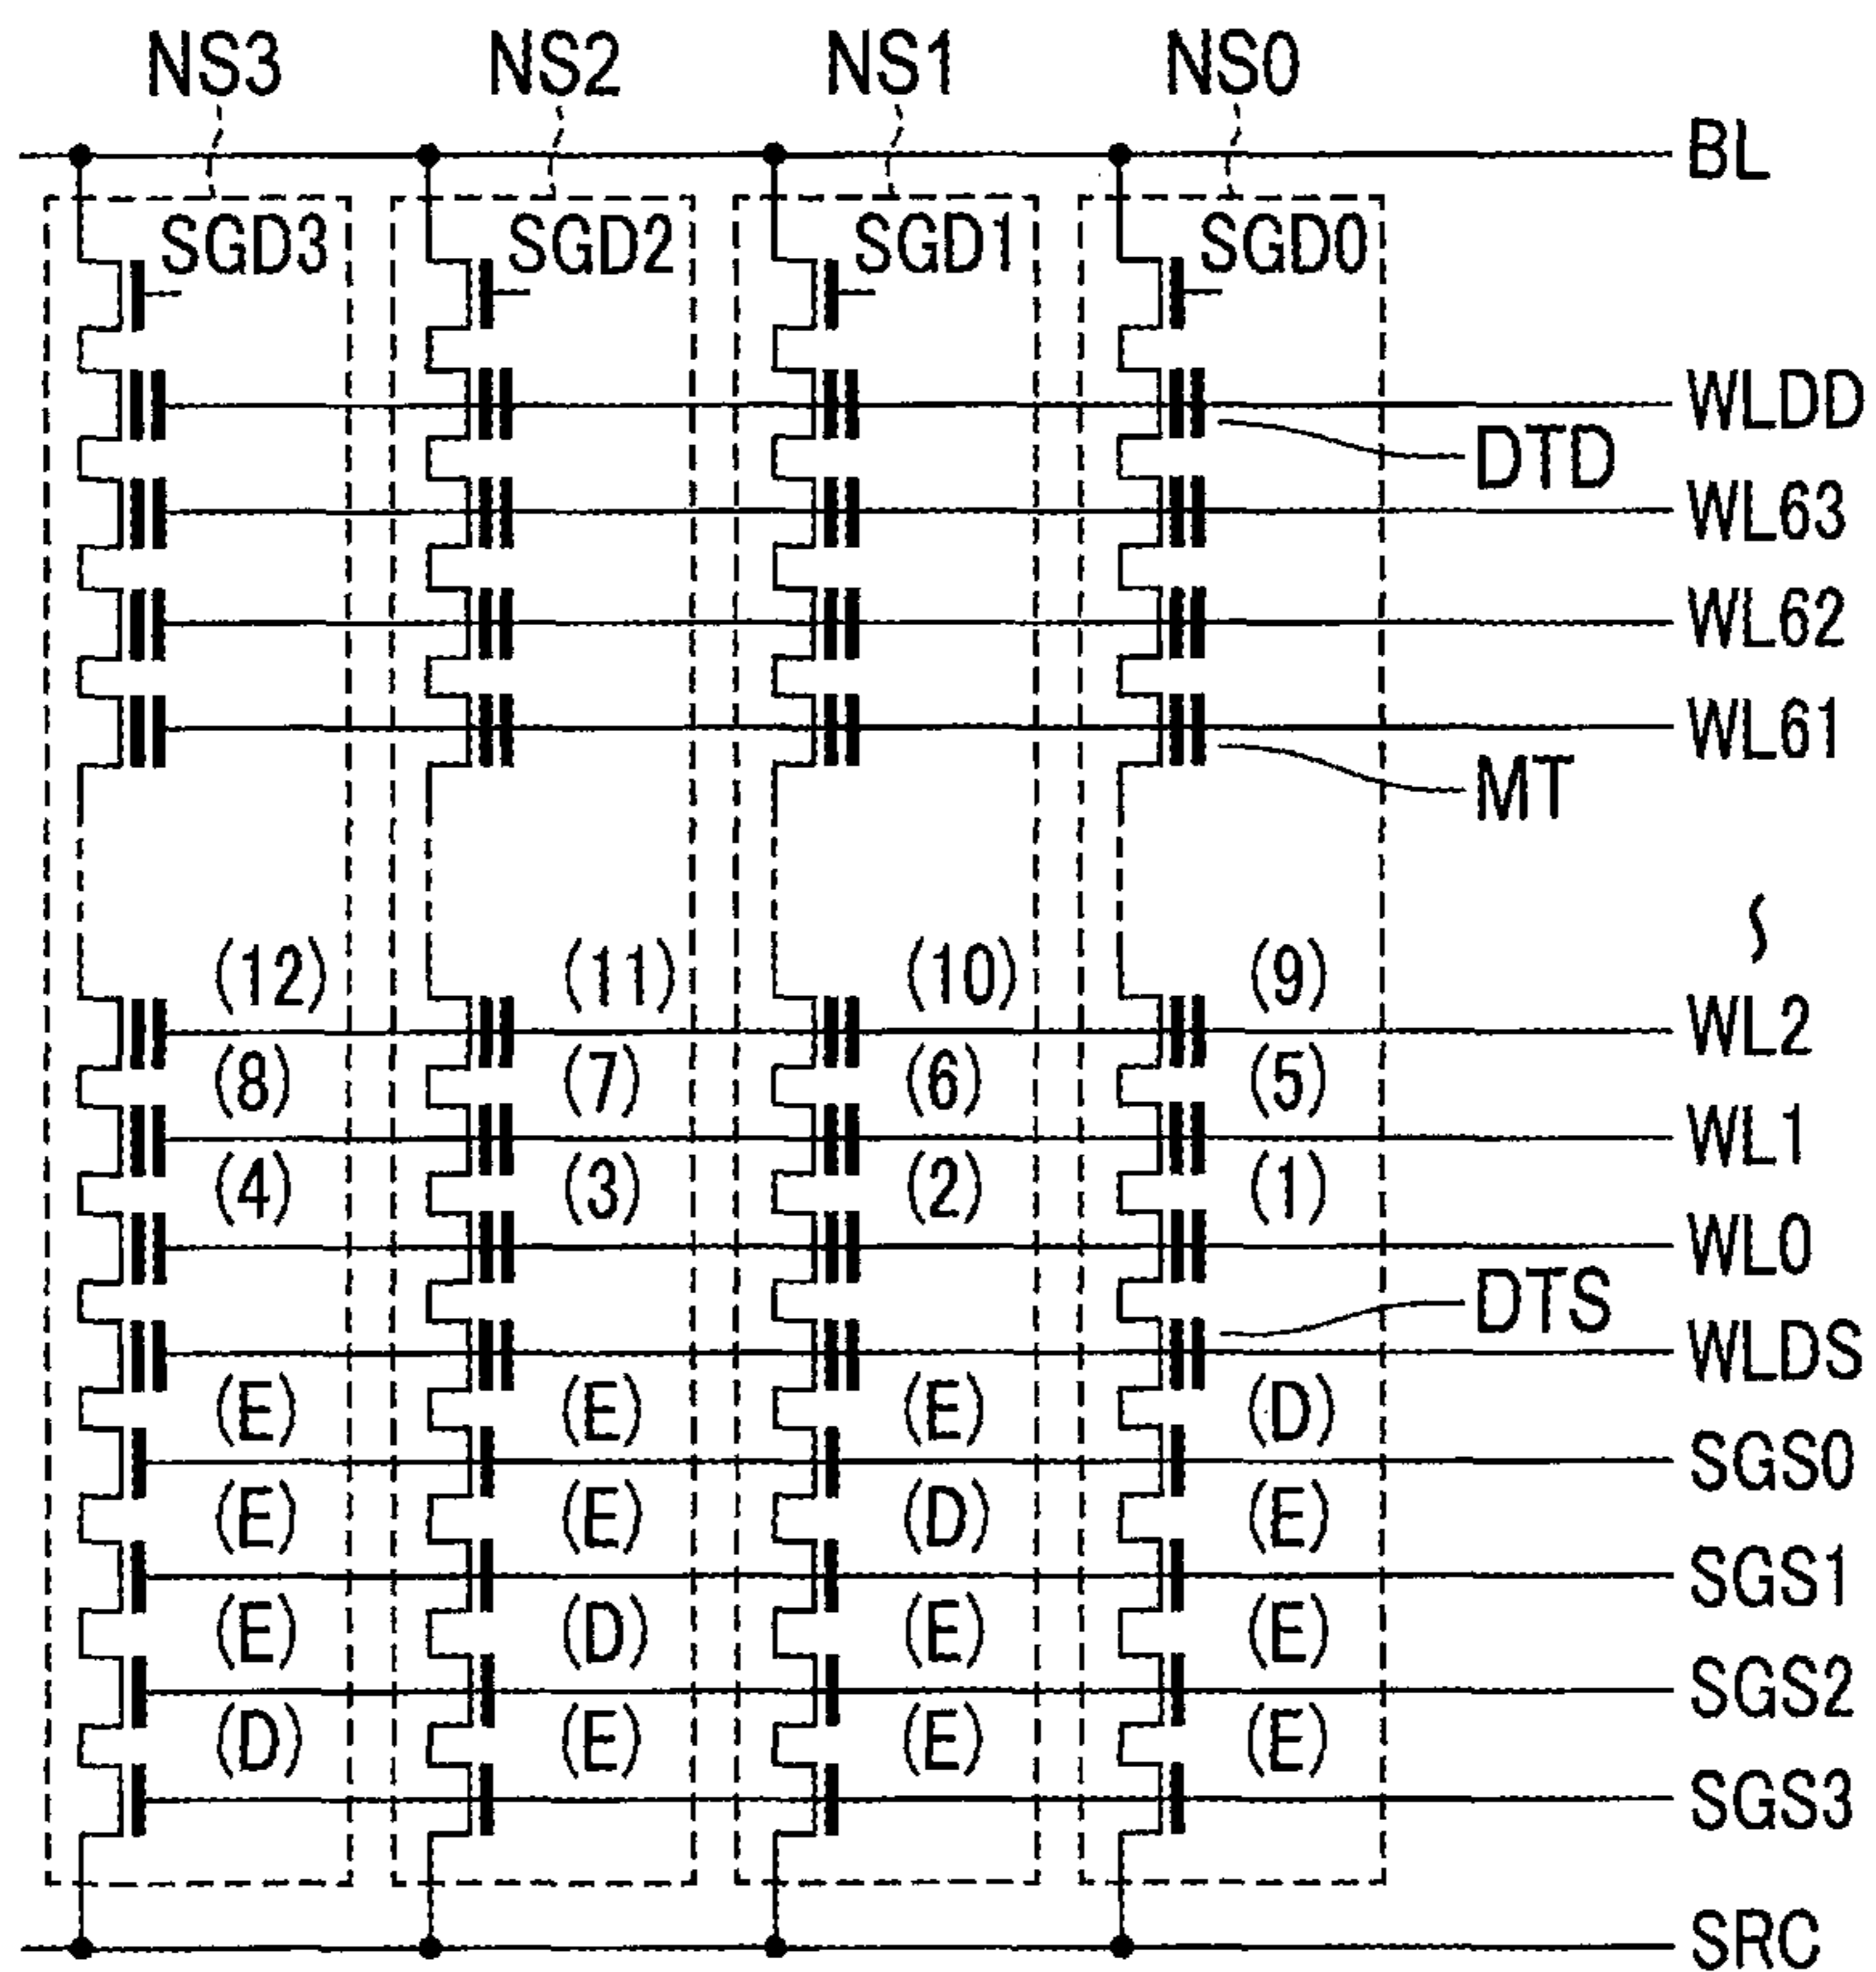 NS3 NS2 NS1 NS0
BL
SGD3 SGD2 SGD1 SGD0
WLDD
DTD
WL63
WL62
WL61
MT
(12) (11) (10) (9)
WL2
(8) (7) (6) (5)
WL1
(4) (3) (2) (1)
WL0
DTS
WLDS
(E) (E) (E) (D)
SGS0
(E) (E) (D) (E)
SGS1
(E) (D) (E) (E)
SGS2
(D) (E) (E) (E)
SGS3
SRC